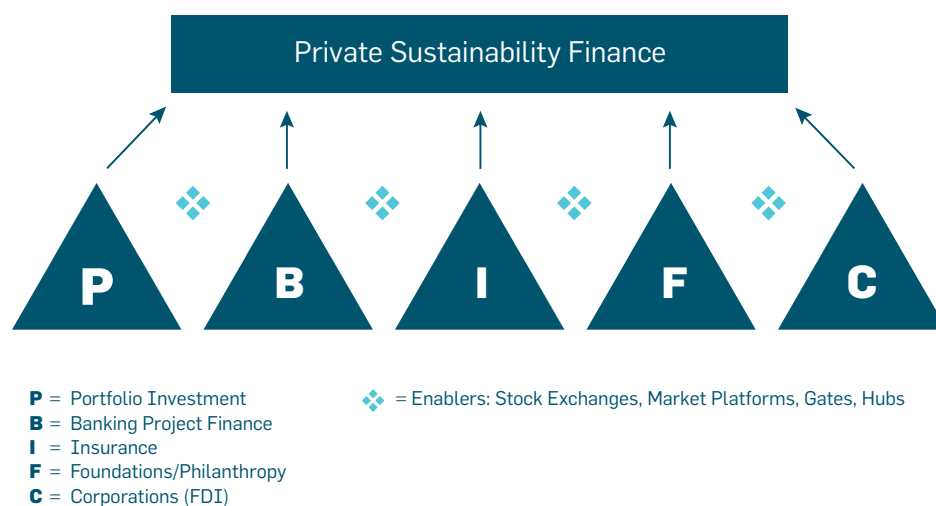 Private Sustainability Finance
P
B
I
F
C
P = Portfolio Investment
B = Banking Project Finance
I = Insurance
F = Foundations/Philanthropy
C = Corporations (FDI)
= Enablers: Stock Exchanges, Market Platforms, Gates, Hubs